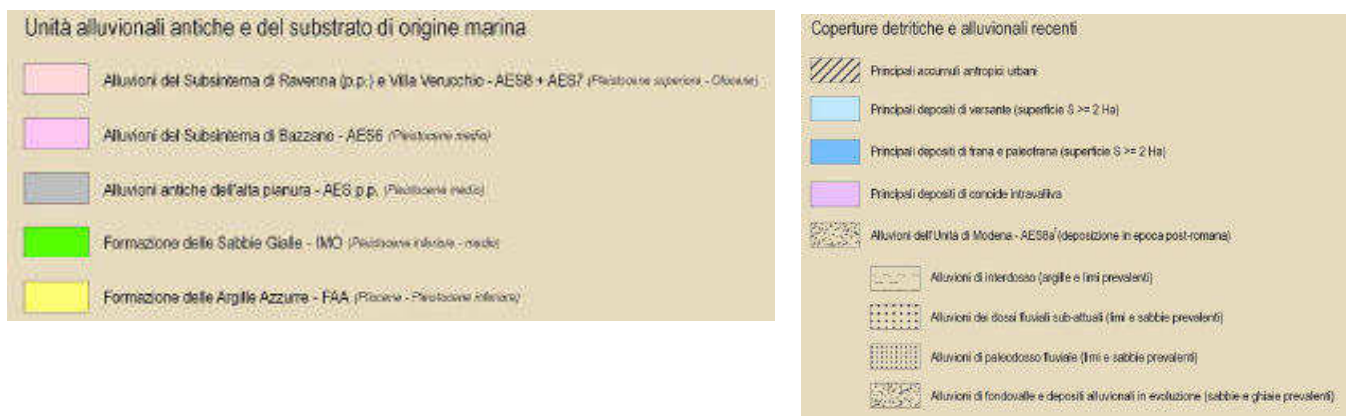 Unità alluvionali antiche e del substrato di origine marina
Alluvioni del Subsintema di Ravenna (p.p.) e Villa Verucchio - AES8 + AES7 (Pleistocene superiore - Olocene)
Alluvioni del Subsintema di Bazzano - AES6 (Pleistocene medio)
Alluvioni antiche dell'alta pianura - AES p.p. (Pleistocene medio)
Formazione delle Sabbie Gialle - IMO (Pleistocene inferiore - medio)
Formazione delle Argille Azzurre - FAA (Pliocene - Pleistocene inferiore)
Coperture detritiche e alluvionali recenti
Principali accumuli antropici urbani
Principali depositi di versante (superficie S >= 2 Ha)
Principali depositi di frana e paleofrana (superficie S >= 2 Ha)
Principali depositi di conoide intravalliva
Alluvioni dell'Unità di Modena - AES8a (deposizione in epoca post-romana)
Alluvioni di interdosso (argille e limi prevalenti)
Alluvioni dei dossi fluviali sub-attuali (limi e sabbie prevalenti)
Alluvioni di paleodosso fluviale (limi e sabbie prevalenti)
Alluvioni di fondovalle e depositi alluvionali in evoluzione (sabbie e ghiaie prevalenti)